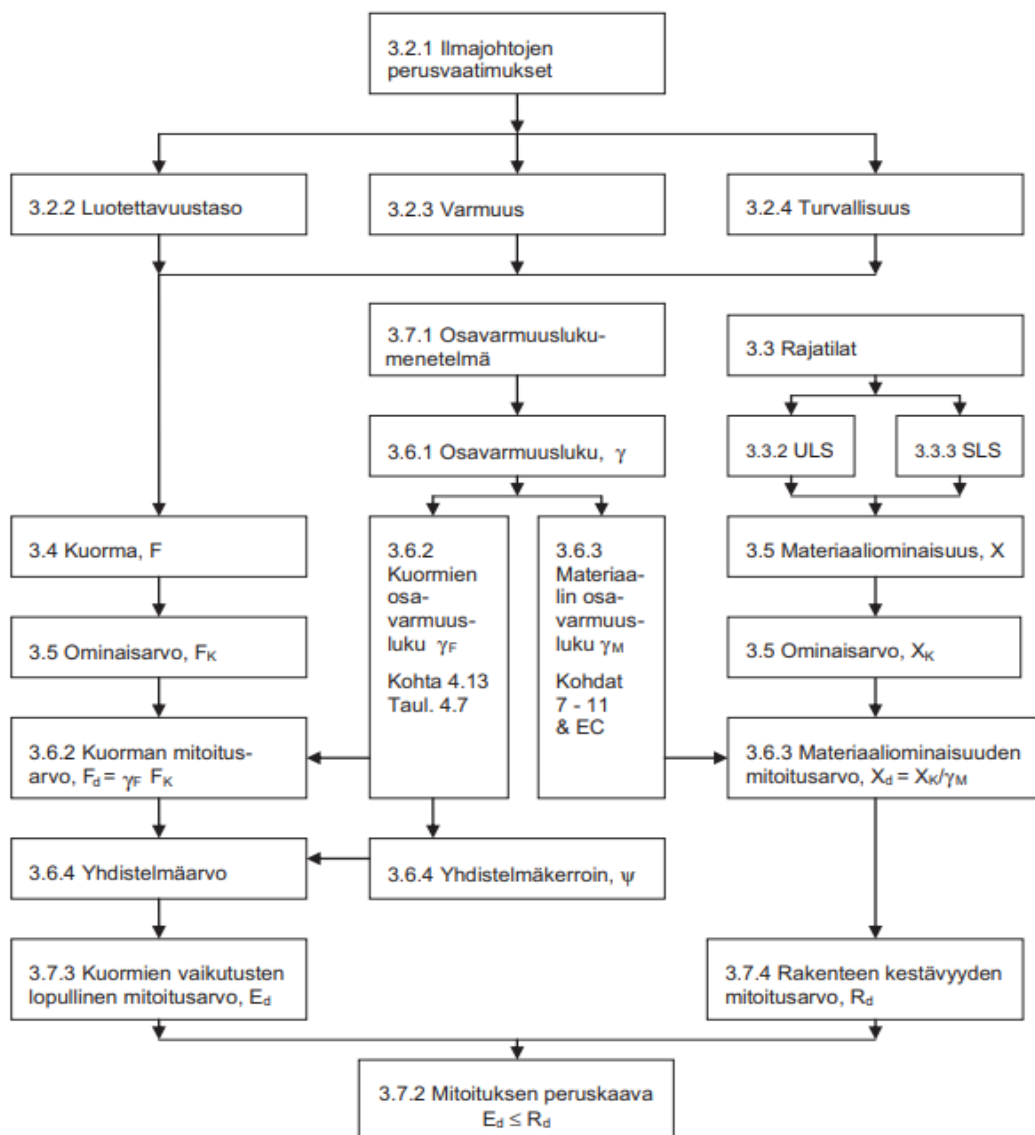 3.2.1 Ilmajohtojen
perusvaatimukset
3.2.2 Luotettavuustaso
3.2.3 Varmuus
3.2.4 Turvallisuus
3.7.1 Osavarmuusluku-
menetelmä
3.3 Rajatilat
3.6.1 Osavarmuusluku, γ
3.3.2 ULS
3.3.3 SLS
3.4 Kuorma, F
3.6.2
Kuormien
osa-
varmuus-
luku γF
Kohta 4.13
Taul. 4.7
3.6.3
Materiaa-
lin osa-
varmuus-
luku γM
Kohdat
7 - 11
& EC
3.5 Materiaaliominaisuus, X
3.5 Ominaisarvo, FK
3.5 Ominaisarvo, XK
3.6.2 Kuorman mitoitus-
arvo, Fd = γF FK
3.6.3 Materiaaliominaisuuden
mitoitusarvo, Xd = XK/γM
3.6.4 Yhdistelmäarvo
3.6.4 Yhdistelmäkerroin, ψ
3.7.3 Kuormien vaikutusten
lopullinen mitoitusarvo, Ed
3.7.4 Rakenteen kestävyyden
mitoitusarvo, Rd
3.7.2 Mitoituksen peruskaava
Ed ≤ Rd